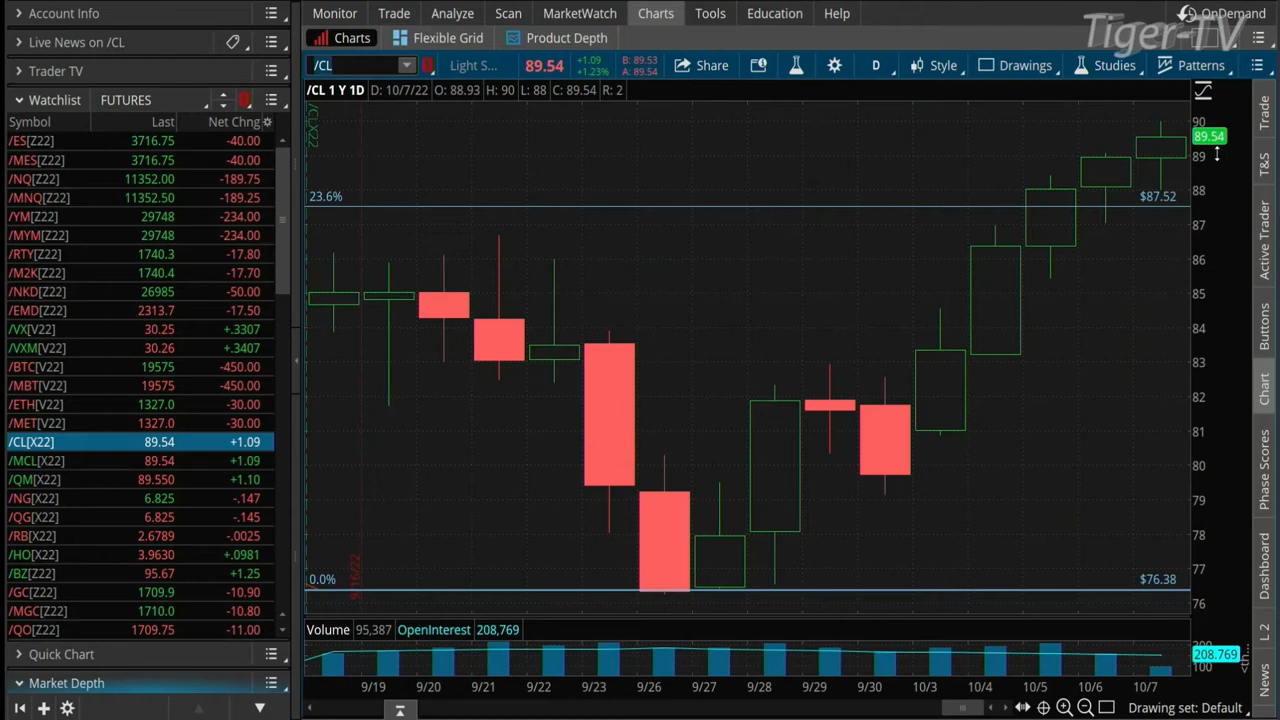 Account Info
Live News on /CL
Trader TV
Watchlist FUTURES
Symbol Last Net Chng
/ES[Z22] 3716.75 -40.00
/MES[Z22] 3716.75 -40.00
/NQ[Z22] 11352.00 -189.75
/MNQ[Z22] 11352.50 -189.25
/YM[Z22] 29748 -234.00
/MYM[Z22] 29748 -234.00
/RTY[Z22] 1740.3 -17.80
/M2K[Z22] 1740.4 -17.70
/NKD[Z22] 26985 -50.00
/EMD[Z22] 2313.7 -17.50
/VX[V22] 30.25 +.3307
/VXM[V22] 30.26 +.3407
/BTC[V22] 19575 -450.00
/MBT[V22] 19575 -450.00
/ETH[V22] 1327.0 -30.00
/MET[V22] 1327.0 -30.00
/CL[X22] 89.54 +1.09
/MCL[X22] 89.54 +1.09
/QM[X22] 89.550 +1.10
/NG[X22] 6.825 -.147
/QG[X22] 6.825 -.145
/RB[X22] 2.6789 -.0025
/HO[X22] 3.9630 +.0981
/BZ[Z22] 95.67 +1.25
/GC[Z22] 1709.9 -10.90
/MGC[Z22] 1710.0 -10.80
/QO[Z22] 1709.75 -11.00
Quick Chart
Market Depth
Monitor Trade Analyze Scan MarketWatch Charts Tools Education Help OnDemand
Tiger-TV
Charts Flexible Grid Product Depth
/CL Light S... 89.54 +1.09 +1.23% B: 89.53 A: 89.54 Share D Style Drawings Studies Patterns
/CL 1 Y 1D D: 10/7/22 O: 88.93 H: 90 L: 88 C: 89.54 R: 2
/CLX22
90
89.54
89
88
23.6% $87.52
87
86
85
84
83
82
81
80
79
78
77
9/16/22
0.0% $76.38
76
Volume 95,387 OpenInterest 208,769
208.769
100
9/19 9/20 9/21 9/22 9/23 9/26 9/27 9/28 9/29 9/30 10/3 10/4 10/5 10/6 10/7
Drawing set: Default
Trade
T&S
Active Trader
Buttons
Chart
Phase Scores
Dashboard
L 2
News